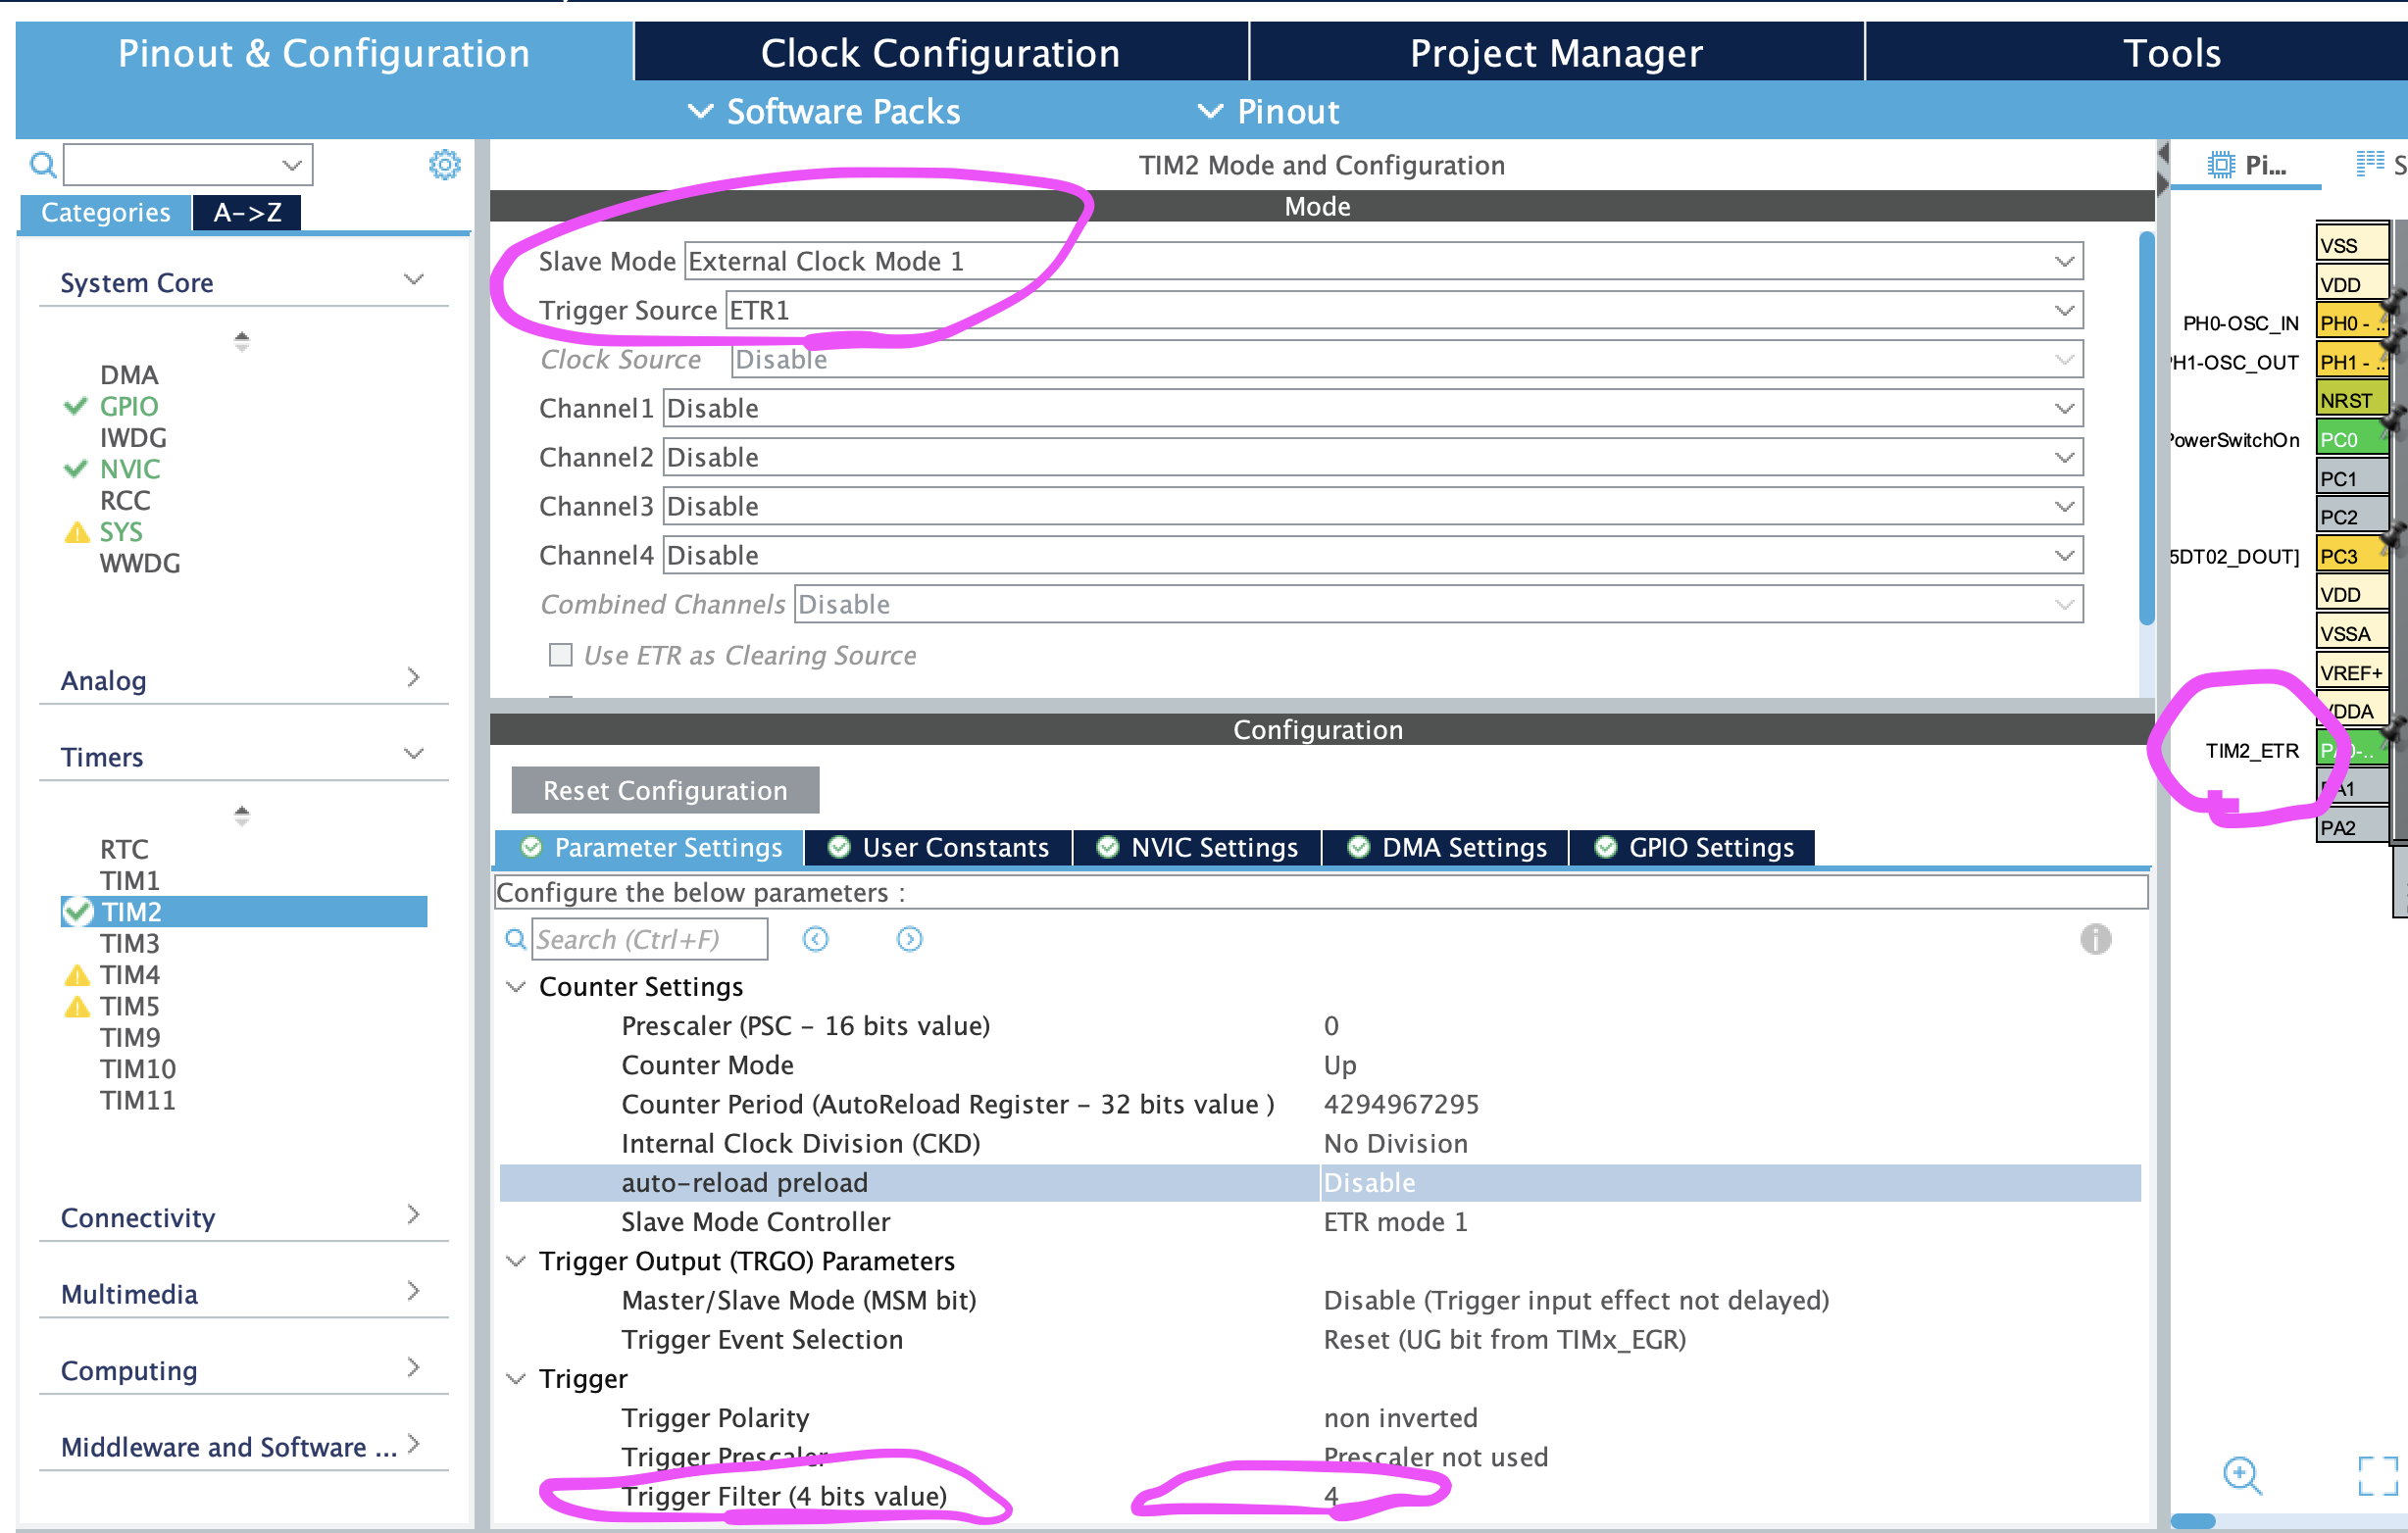 Pinout & Configuration
Clock Configuration
Project Manager
Tools
Software Packs
Pinout
Categories
A->Z
System Core
DMA
GPIO
IWDG
NVIC
RCC
SYS
WWDG
Analog
Timers
RTC
TIM1
TIM2
TIM3
TIM4
TIM5
TIM9
TIM10
TIM11
Connectivity
Multimedia
Computing
Middleware and Software ...
TIM2 Mode and Configuration
Mode
Slave Mode External Clock Mode 1
Trigger Source ETR1
Clock Source Disable
Channel1 Disable
Channel2 Disable
Channel3 Disable
Channel4 Disable
Combined Channels Disable
Use ETR as Clearing Source
Configuration
Reset Configuration
Parameter Settings
User Constants
NVIC Settings
DMA Settings
GPIO Settings
Configure the below parameters :
Search (Ctrl+F)
Counter Settings
Prescaler (PSC - 16 bits value) 0
Counter Mode Up
Counter Period (AutoReload Register - 32 bits value ) 4294967295
Internal Clock Division (CKD) No Division
auto-reload preload Disable
Slave Mode Controller ETR mode 1
Trigger Output (TRGO) Parameters
Master/Slave Mode (MSM bit) Disable (Trigger input effect not delayed)
Trigger Event Selection Reset (UG bit from TIMx_EGR)
Trigger
Trigger Polarity non inverted
Trigger Prescaler Prescaler not used
Trigger Filter (4 bits value) 4
Pi...
S
VSS
VDD
PH0-OSC_IN PH0 - ..
H1-OSC_OUT PH1 - ..
NRST
PowerSwitchOn PC0
PC1
PC2
5DT02_DOUT] PC3
VDD
VSSA
VREF+
VDDA
TIM2_ETR PA0-..
PA1
PA2